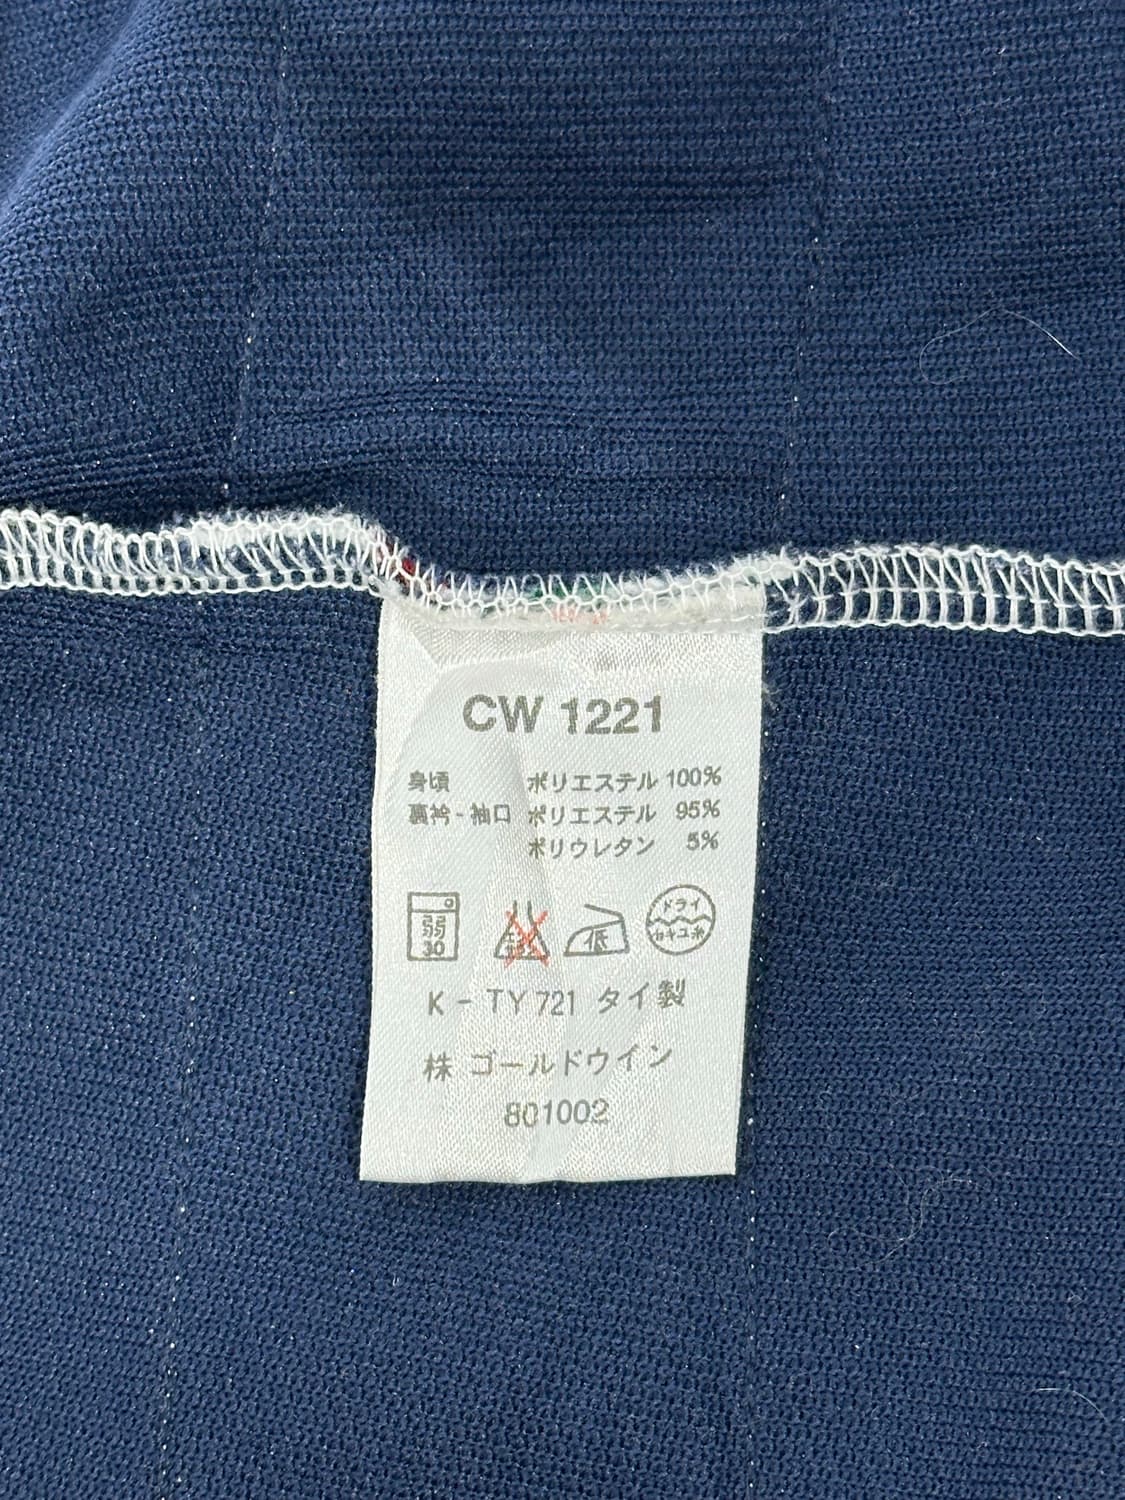 CW 1221
身頃 ポリエステル 100%
裏衿-袖口 ポリエステル 95%
ポリウレタン 5%
弱
30
低
ドライ
セキユ系
K-TY721 タイ製
株 ゴールドウイン
801002